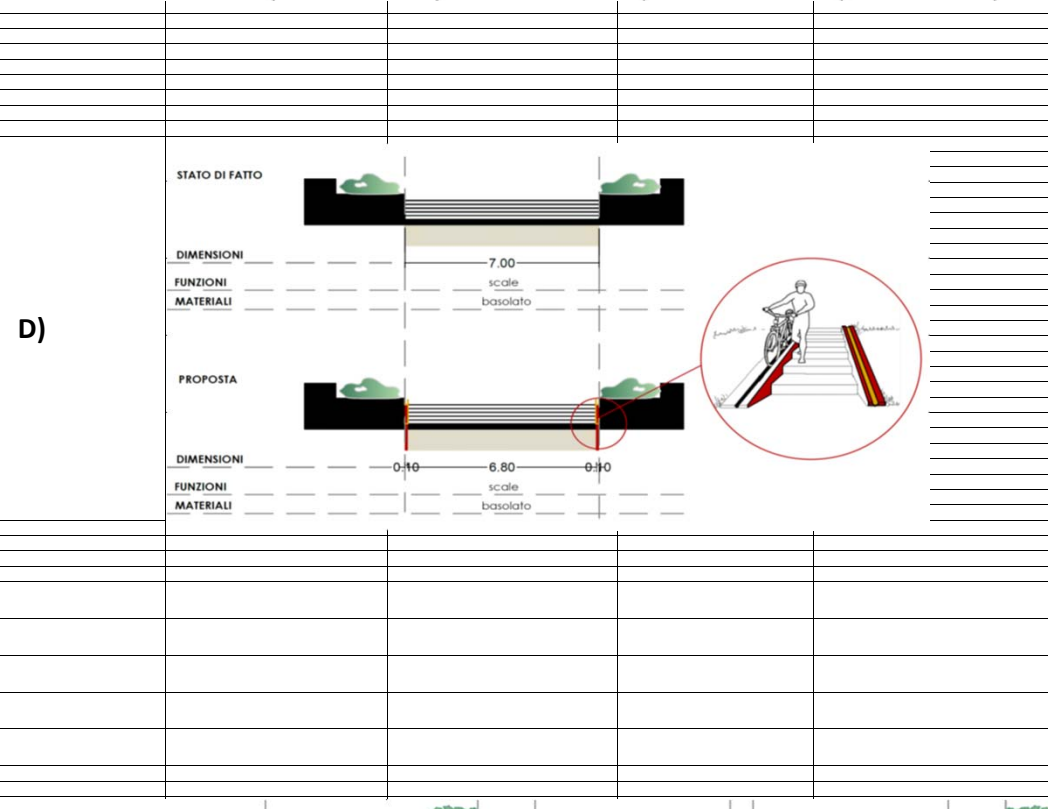 STATO DI FATTO
DIMENSIONI
7.00
FUNZIONI scale
MATERIALI basolato
D)
PROPOSTA
DIMENSIONI
0.10 6.80 0.10
FUNZIONI scale
MATERIALI basolato